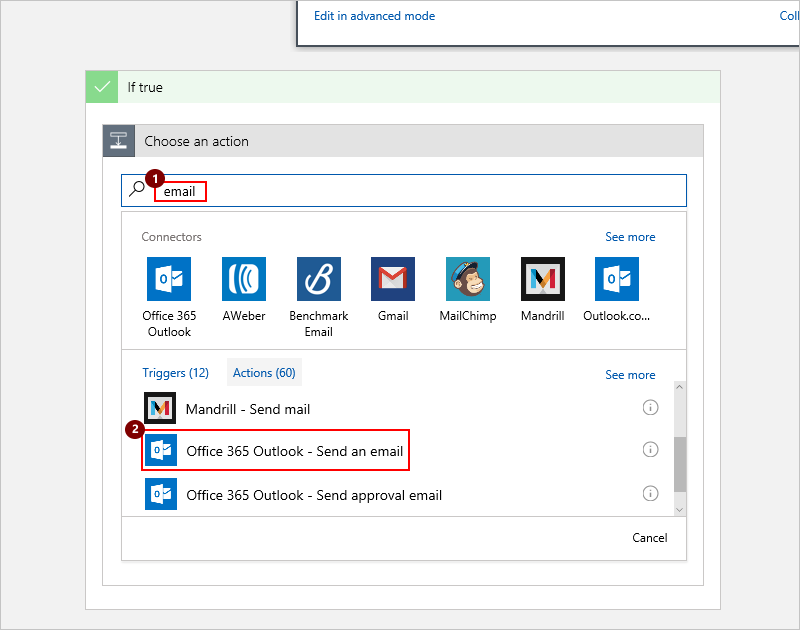 Edit in advanced mode
Coll
If true
Choose an action
1
email
Connectors
See more
Office 365 Outlook
AWeber
Benchmark Email
Gmail
MailChimp
Mandrill
Outlook.co...
Triggers (12)
Actions (60)
See more
Mandrill - Send mail
2
Office 365 Outlook - Send an email
Office 365 Outlook - Send approval email
Cancel